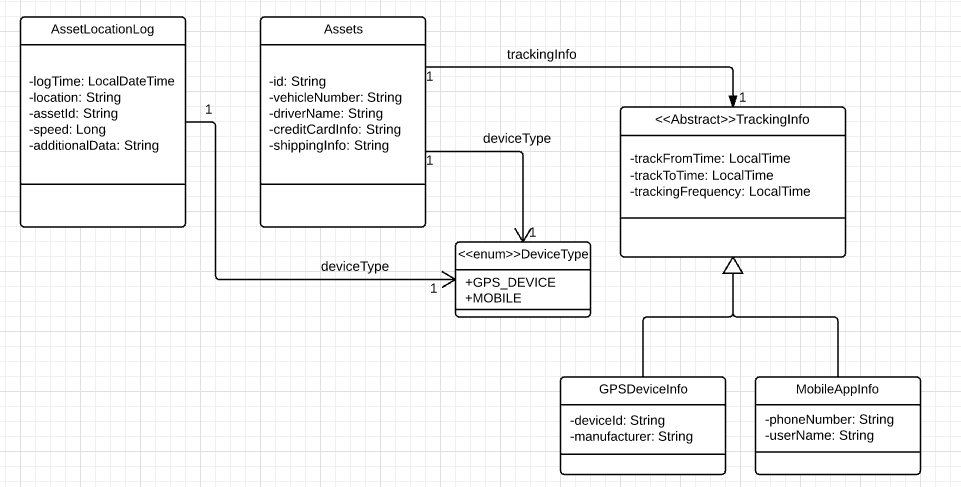 AssetLocationLog
-logTime: LocalDateTime
-location: String
-assetId: String
-speed: Long
-additionalData: String
1
Assets
-id: String
-vehicleNumber: String
-driverName: String
-creditCardInfo: String
-shippingInfo: String
trackingInfo
1
1
deviceType
1
1
<<Abstract>>TrackingInfo
-trackFromTime: LocalTime
-trackToTime: LocalTime
-trackingFrequency: LocalTime
deviceType
1
<<enum>>DeviceType
+GPS_DEVICE
+MOBILE
GPSDeviceInfo
-deviceId: String
-manufacturer: String
MobileAppInfo
-phoneNumber: String
-userName: String